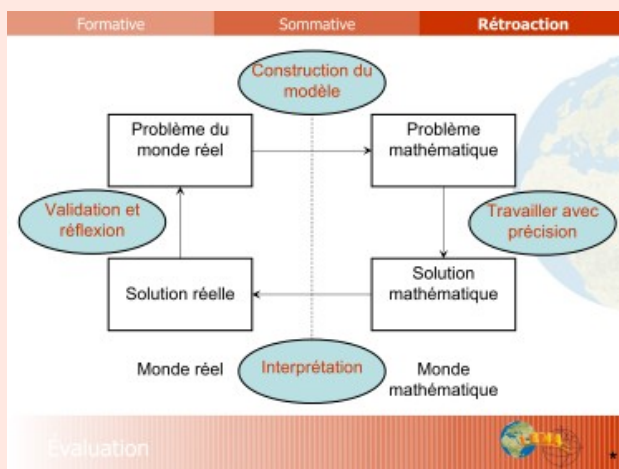 Formative
Sommative
Rétroaction
Construction du
modèle
Problème du
monde réel
Problème
mathématique
Validation et
réflexion
Travailler avec
précision
Solution réelle
Solution
mathématique
Monde réel
Interprétation
Monde
mathématique
Évaluation
*